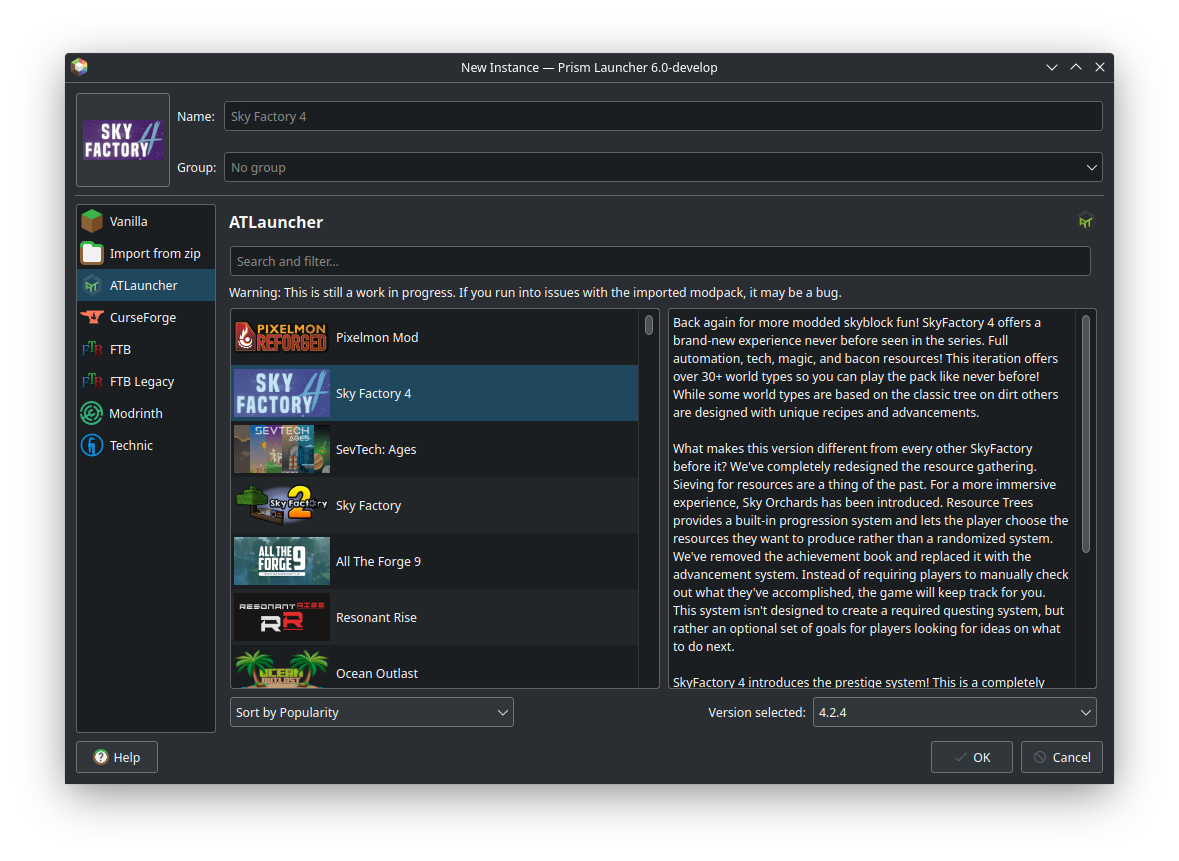 New Instance — Prism Launcher 6.0-develop
SKY
FACTORY 4
Name:
Sky Factory 4
Group:
No group
Vanilla
Import from zip
ATLauncher
CurseForge
FTB
FTB
FTB
FTB Legacy
Modrinth
Technic
ATLauncher
Search and filter...
Warning: This is still a work in progress. If you run into issues with the imported modpack, it may be a bug.
PIXELMON
REFORGED
Pixelmon Mod
SKY
FACTORY 4
Sky Factory 4
SEVTECH
AGES
SevTech: Ages
Sky Factory
2
Sky Factory
ALL THE
FORGE 9
All The Forge 9
RESONANT RISE
RR
Resonant Rise
OCEAN
OUTLAST
Ocean Outlast
Back again for more modded skyblock fun! SkyFactory 4 offers a
brand-new experience never before seen in the series. Full
automation, tech, magic, and bacon resources! This iteration offers
over 30+ world types so you can play the pack like never before!
While some world types are based on the classic tree on dirt others
are designed with unique recipes and advancements.
What makes this version different from every other SkyFactory
before it? We've completely redesigned the resource gathering.
Sieving for resources are a thing of the past. For a more immersive
experience, Sky Orchards has been introduced. Resource Trees
provides a built-in progression system and lets the player choose the
resources they want to produce rather than a randomized system.
We've removed the achievement book and replaced it with the
advancement system. Instead of requiring players to manually check
out what they've accomplished, the game will keep track for you.
This system isn't designed to create a required questing system, but
rather an optional set of goals for players looking for ideas on what
to do next.
SkyFactory 4 introduces the prestige system! This is a completely
Sort by Popularity
Version selected:
4.2.4
Help
OK
Cancel